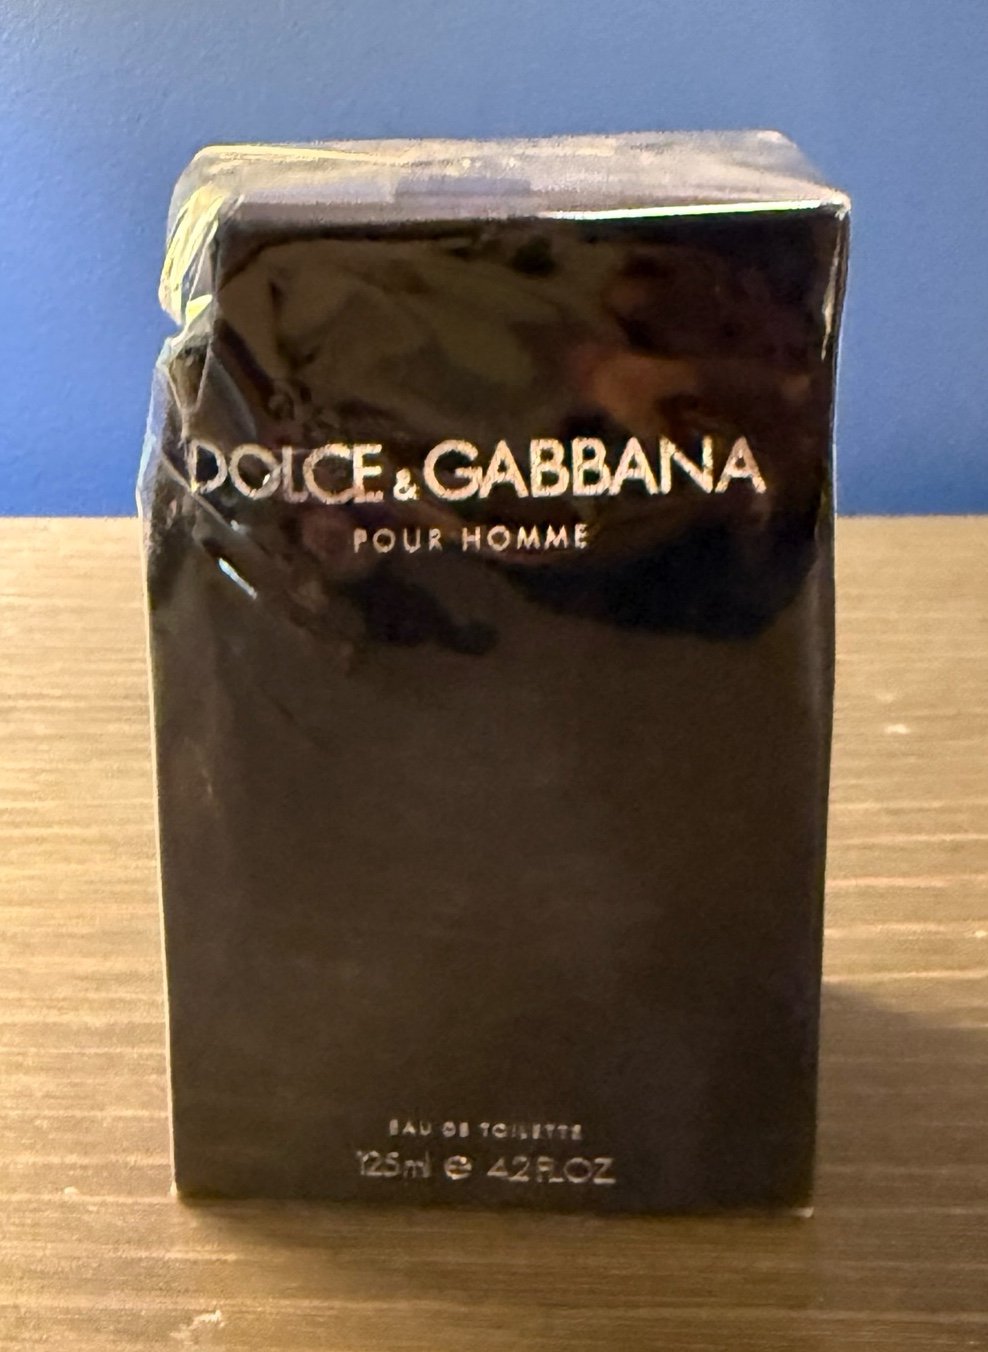 DOLCE & GABBANA
POUR HOMME
EAU DE TOILETTE
125ml ℮ 4.2 FL.OZ